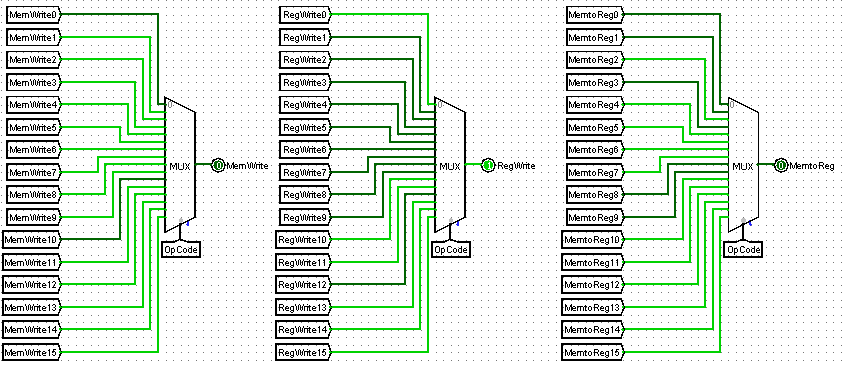 MemWrite0
MemWrite1
MemWrite2
MemWrite3
MemWrite4
MemWrite5
MemWrite6
MemWrite7
MemWrite8
MemWrite9
MemWrite10
MemWrite11
MemWrite12
MemWrite13
MemWrite14
MemWrite15
0
MUX
0 MemWrite
OpCode
RegWrite0
RegWrite1
RegWrite2
RegWrite3
RegWrite4
RegWrite5
RegWrite6
RegWrite7
RegWrite8
RegWrite9
RegWrite10
RegWrite11
RegWrite12
RegWrite13
RegWrite14
RegWrite15
0
MUX
1 RegWrite
OpCode
MemtoReg0
MemtoReg1
MemtoReg2
MemtoReg3
MemtoReg4
MemtoReg5
MemtoReg6
MemtoReg7
MemtoReg8
MemtoReg9
MemtoReg10
MemtoReg11
MemtoReg12
MemtoReg13
MemtoReg14
MemtoReg15
0
MUX
0 MemtoReg
OpCode